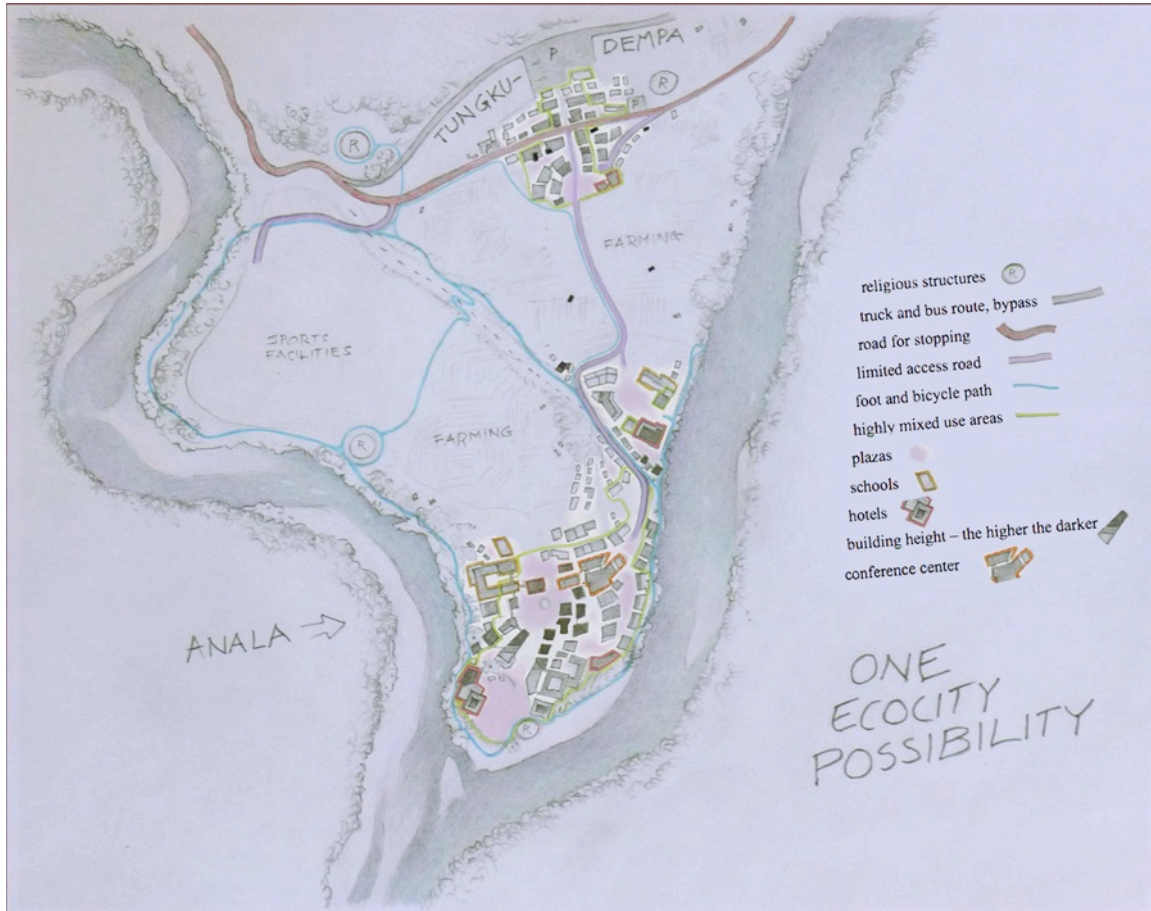 P
DEMPA
R
TUNGKU-
P
R
FARMING
SPORTS
FACILITIES
R
FARMING
ANALA
R
religious structures R
truck and bus route, bypass
road for stopping
limited access road
foot and bicycle path
highly mixed use areas
plazas
schools
hotels
building height – the higher the darker
conference center
ONE
ECOCITY
POSSIBILITY